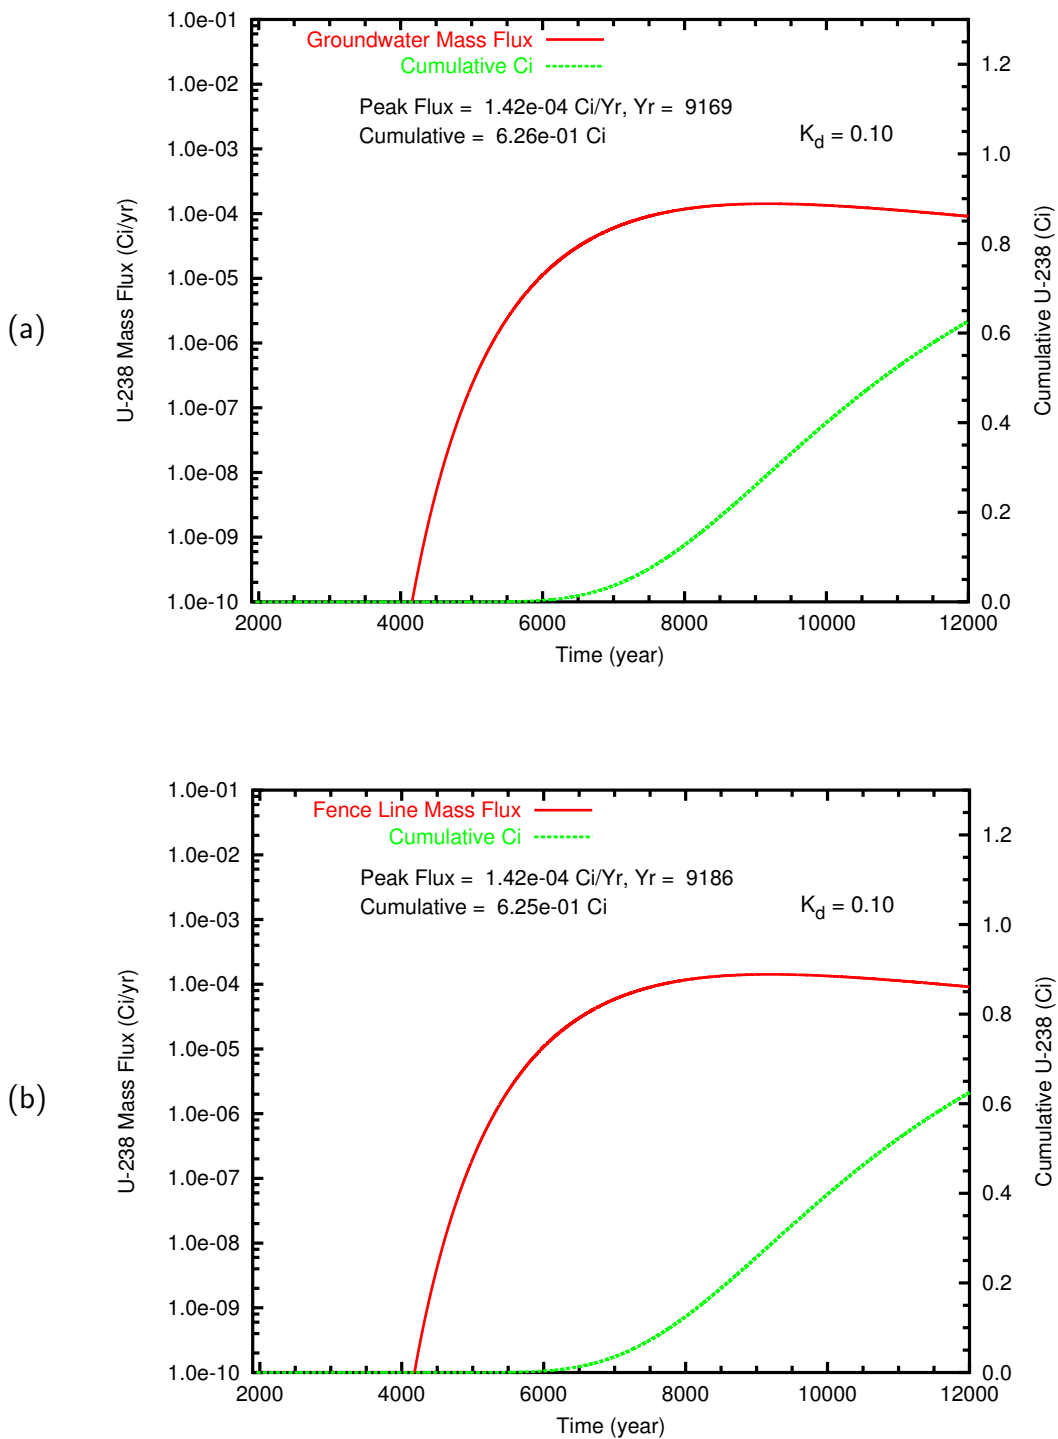 (a)
Groundwater Mass Flux
Cumulative Ci
Peak Flux = 1.42e-04 Ci/Yr, Yr = 9169
Cumulative = 6.26e-01 Ci
K_d = 0.10
U-238 Mass Flux (Ci/yr)
1.0e-01
1.0e-02
1.0e-03
1.0e-04
1.0e-05
1.0e-06
1.0e-07
1.0e-08
1.0e-09
1.0e-10
Cumulative U-238 (Ci)
1.2
1.0
0.8
0.6
0.4
0.2
0.0
2000 4000 6000 8000 10000 12000
Time (year)
(b)
Fence Line Mass Flux
Cumulative Ci
Peak Flux = 1.42e-04 Ci/Yr, Yr = 9186
Cumulative = 6.25e-01 Ci
K_d = 0.10
U-238 Mass Flux (Ci/yr)
1.0e-01
1.0e-02
1.0e-03
1.0e-04
1.0e-05
1.0e-06
1.0e-07
1.0e-08
1.0e-09
1.0e-10
Cumulative U-238 (Ci)
1.2
1.0
0.8
0.6
0.4
0.2
0.0
2000 4000 6000 8000 10000 12000
Time (year)